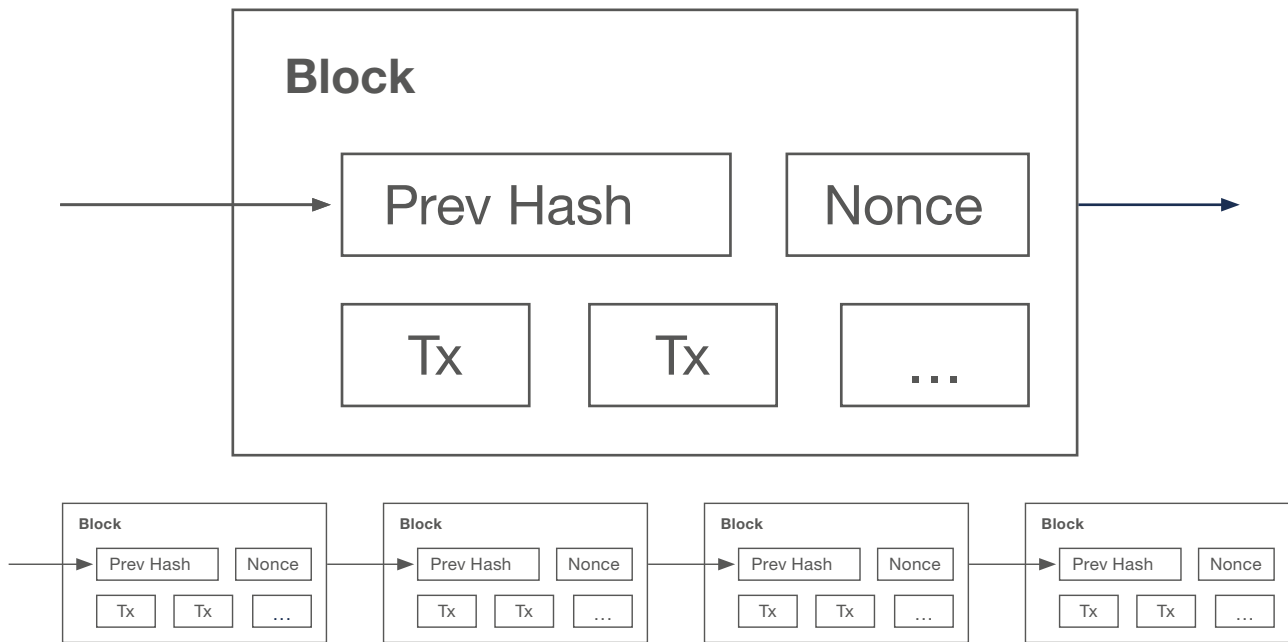 Block
Prev Hash Nonce
Tx Tx ...
Block Block Block Block
Prev Hash Nonce Prev Hash Nonce Prev Hash Nonce Prev Hash Nonce
Tx Tx ... Tx Tx ... Tx Tx ... Tx Tx ...